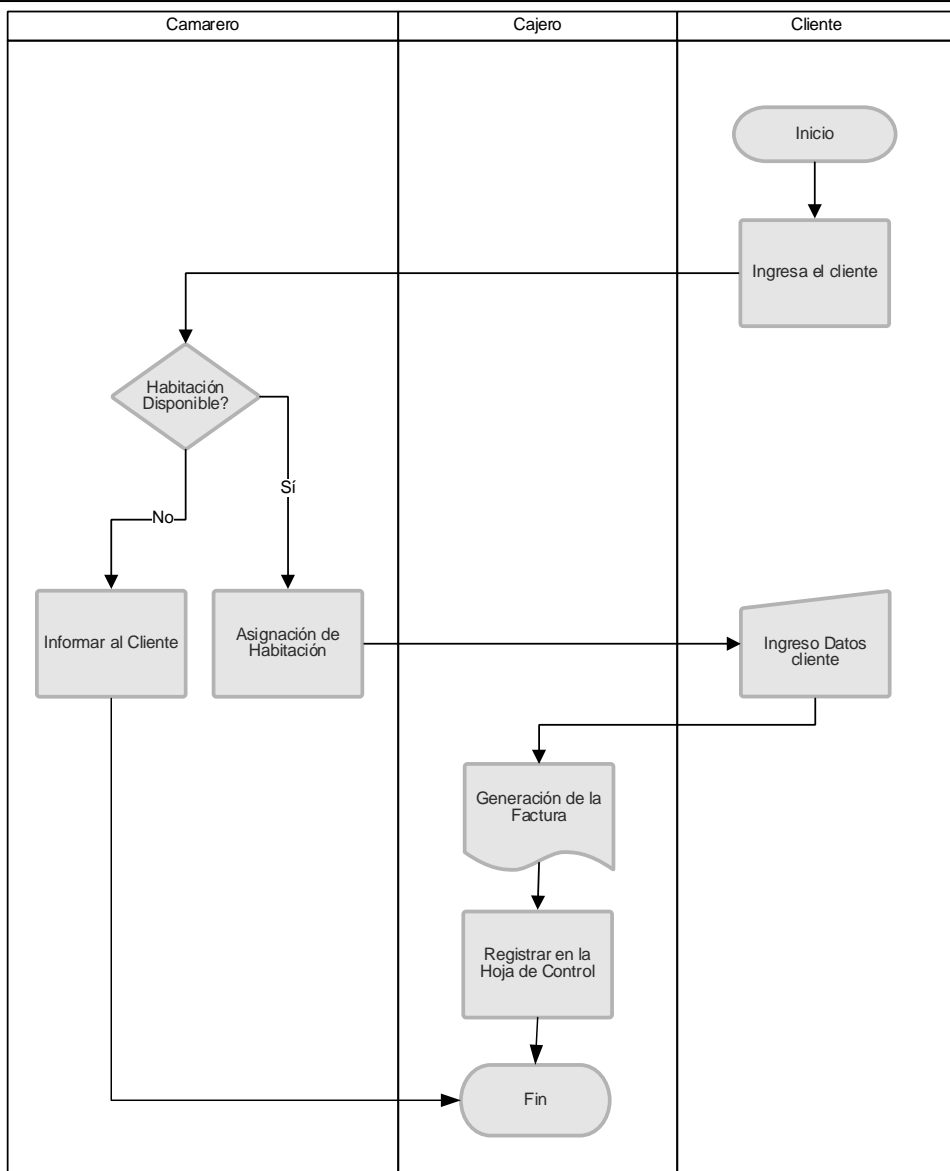 Camarero
Cajero
Cliente
Inicio
Ingresa el cliente
Habitación
Disponible?
Sí
No
Informar al Cliente
Asignación de
Habitación
Ingreso Datos
cliente
Generación de la
Factura
Registrar en la
Hoja de Control
Fin